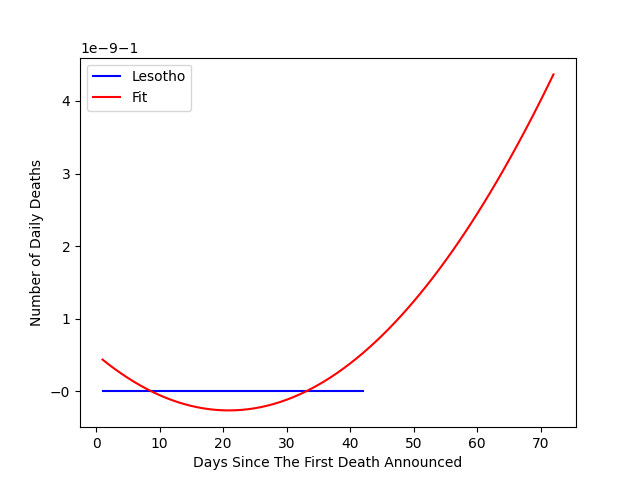 1e−9−1
Lesotho
Fit
Number of Daily Deaths
4
3
2
1
−0
0 10 20 30 40 50 60 70
Days Since The First Death Announced